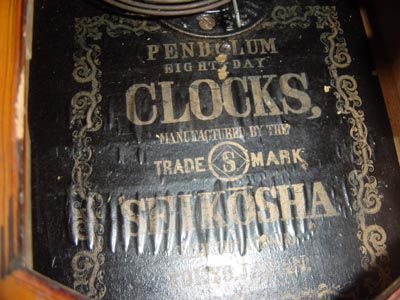 PENDULUM
EIGHT DAY
CLOCKS,
MANUFACTURED BY THE
TRADE S MARK
SEIKOSHA